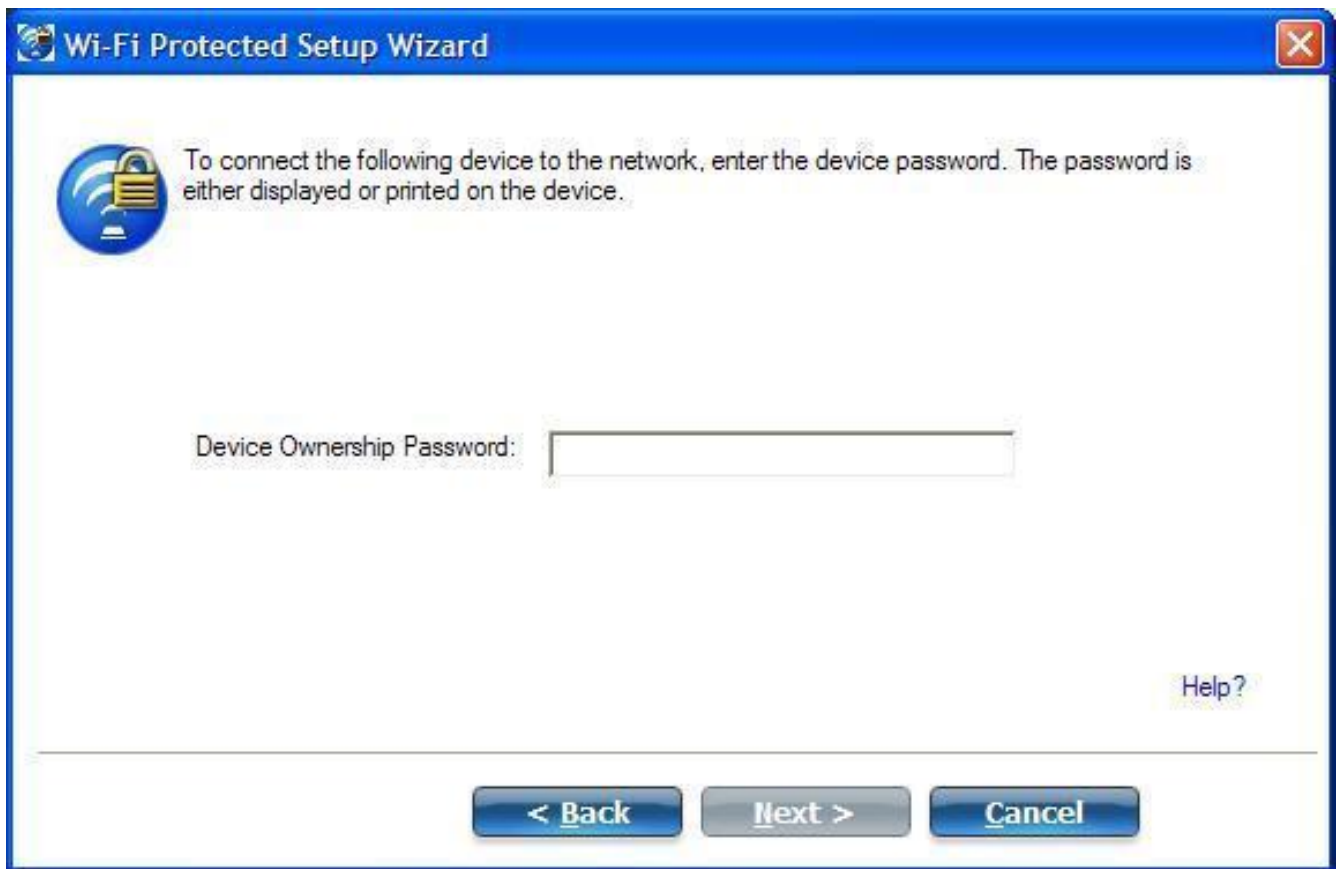 Wi-Fi Protected Setup Wizard
To connect the following device to the network, enter the device password. The password is
either displayed or printed on the device.
Device Ownership Password:
Help?
< Back
Next >
Cancel